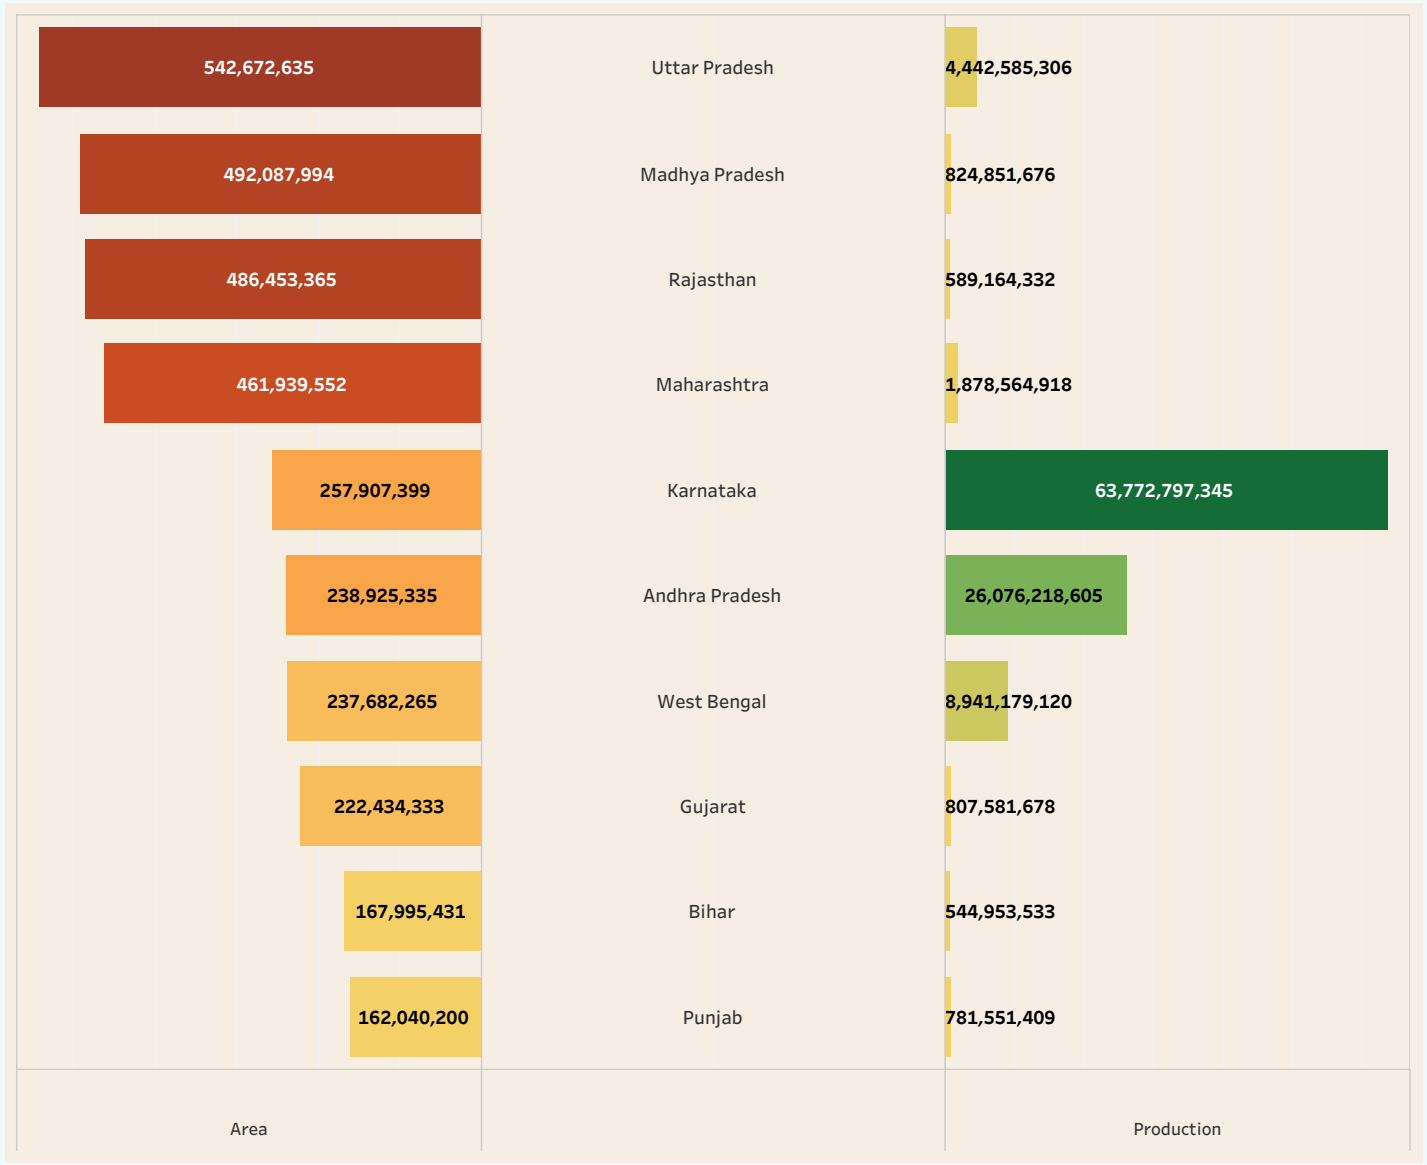 542,672,635 Uttar Pradesh 4,442,585,306
492,087,994 Madhya Pradesh 824,851,676
486,453,365 Rajasthan 589,164,332
461,939,552 Maharashtra 1,878,564,918
257,907,399 Karnataka 63,772,797,345
238,925,335 Andhra Pradesh 26,076,218,605
237,682,265 West Bengal 8,941,179,120
222,434,333 Gujarat 807,581,678
167,995,431 Bihar 544,953,533
162,040,200 Punjab 781,551,409
Area Production